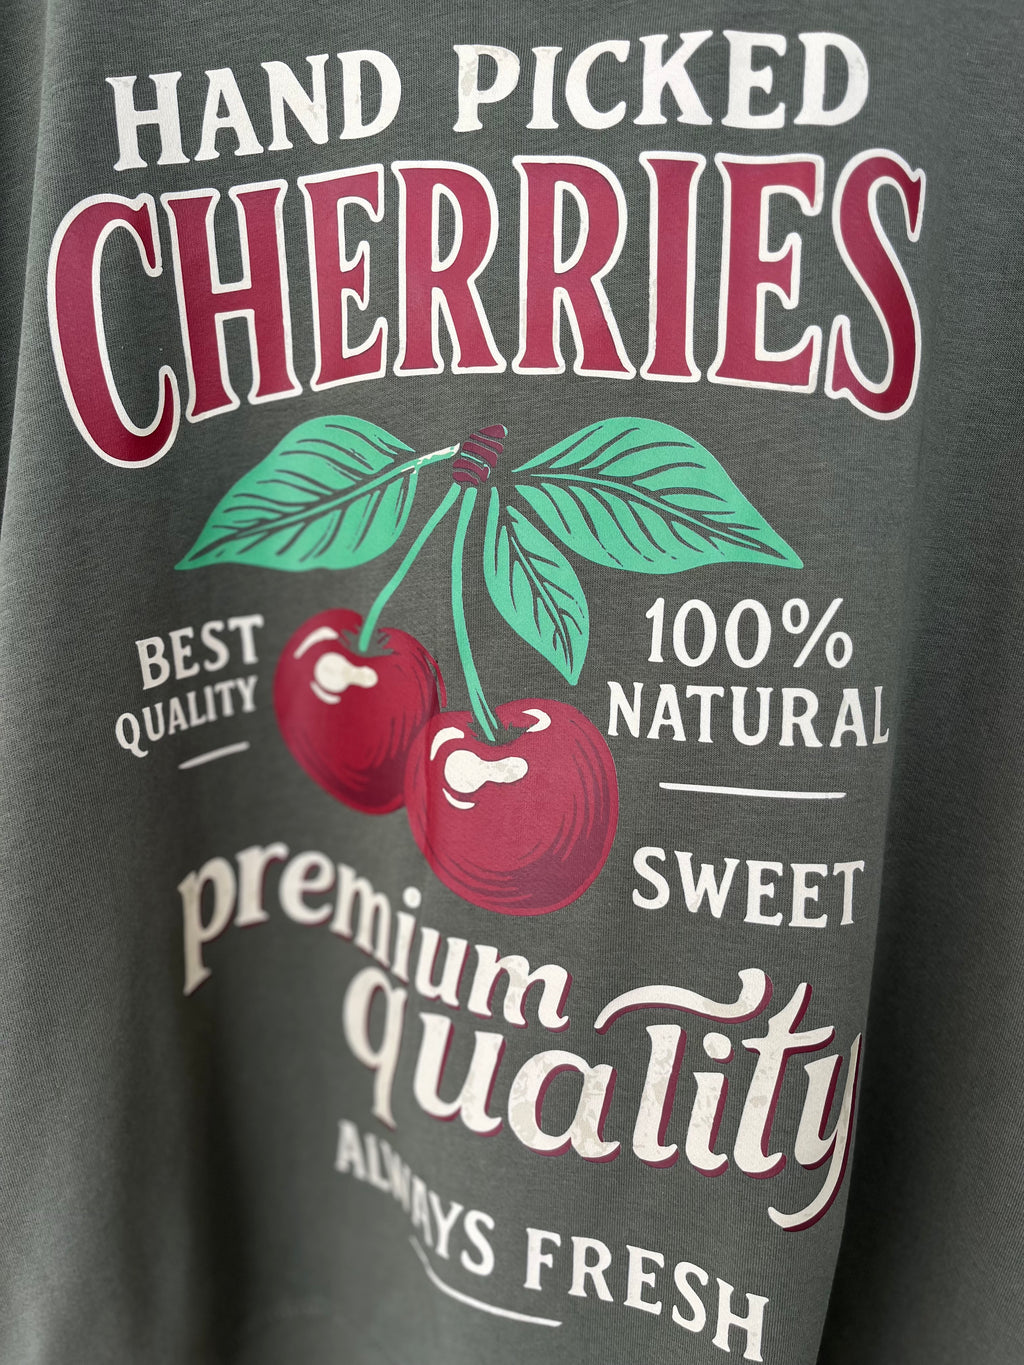 HAND PICKED
CHERRIES
BEST
QUALITY
100%
NATURAL
SWEET
premium
quality
ALWAYS FRESH